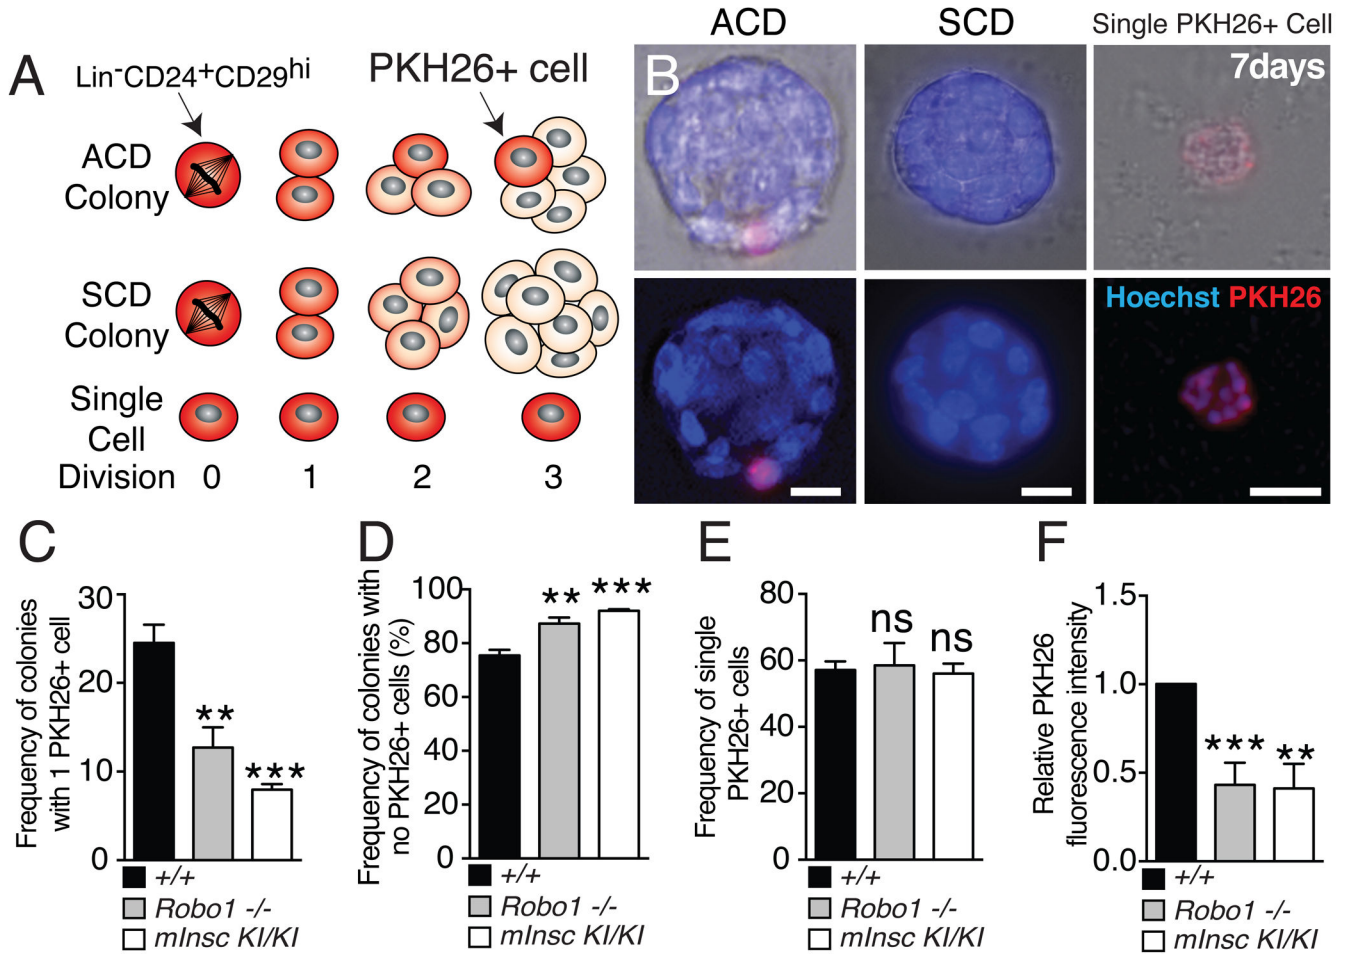 A
Lin-CD24+CD29hi
PKH26+ cell
ACD
Colony
SCD
Colony
Single
Cell
Division 0 1 2 3
B
ACD
SCD
Single PKH26+ Cell
7days
Hoechst PKH26
C
Frequency of colonies
with 1 PKH26+ cell
30
20
10
0
**
***
+/+
Robo1 -/-
mInsc KI/KI
D
Frequency of colonies with
no PKH26+ cells (%)
100
80
60
40
20
0
**
***
+/+
Robo1 -/-
mInsc KI/KI
E
Frequency of single
PKH26+ cells
80
60
40
20
0
ns
ns
+/+
Robo1 -/-
mInsc KI/KI
F
Relative PKH26
fluorescence intensity
1.5
1.0
0.5
0.0
***
**
+/+
Robo1 -/-
mInsc KI/KI